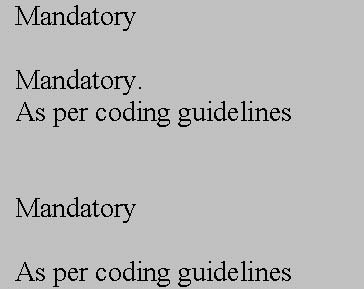 Mandatory
Mandatory.
As per coding guidelines
Mandatory
As per coding guidelines